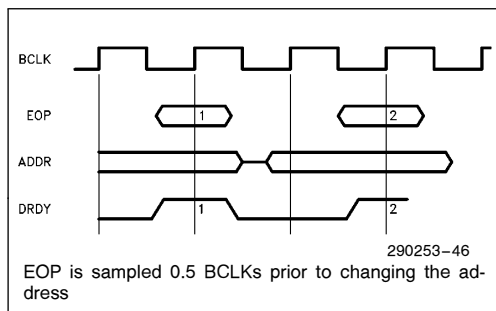 BCLK
EOP
1
2
ADDR
DRDY
1
2
290253–46
EOP is sampled 0.5 BCLKs prior to changing the ad-
dress